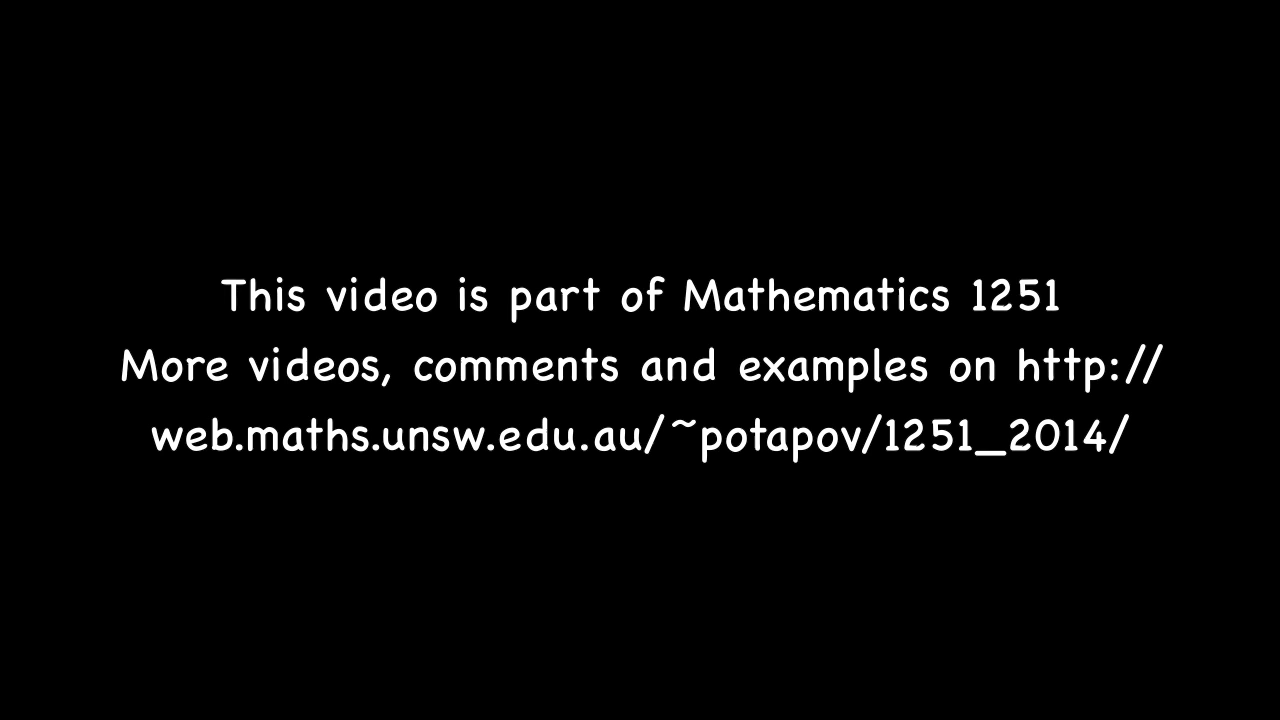 This video is part of Mathematics 1251
More videos, comments and examples on http://
web.maths.unsw.edu.au/~potapov/1251_2014/